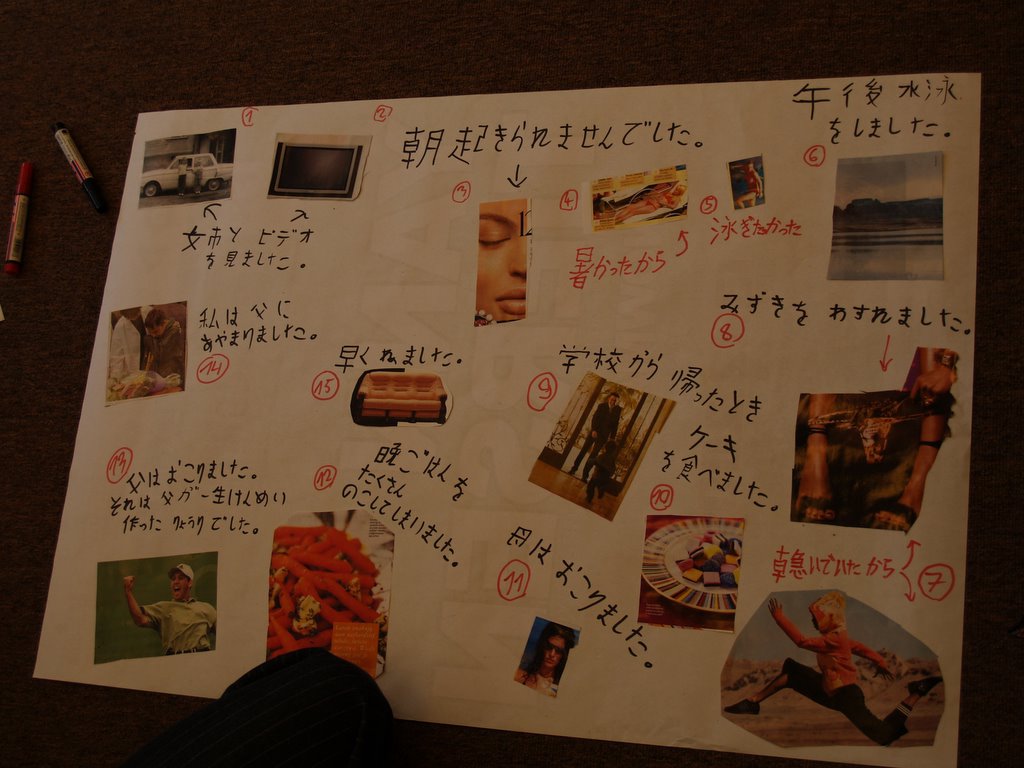 ①
②
女市と ビデオ
を見ました。
朝起きられませんでした。
③
④
暑かったから
⑤
泳ぎたかった
午後水泳
をしました。
⑥
⑦
朝急いでいたから
みずきを わすれました。
⑧
⑨
学校から 帰ったとき
ケーキ
を食べました。
⑩
母は おこりました。
⑪
⑫
晩ごはんを
たくさん
のこしてしまいました。
⑬
父はおこりました。
それは父が一生けんめい
作った りょうりでした。
私は 父に
あやまりました。
⑭
早く ねました。
⑮